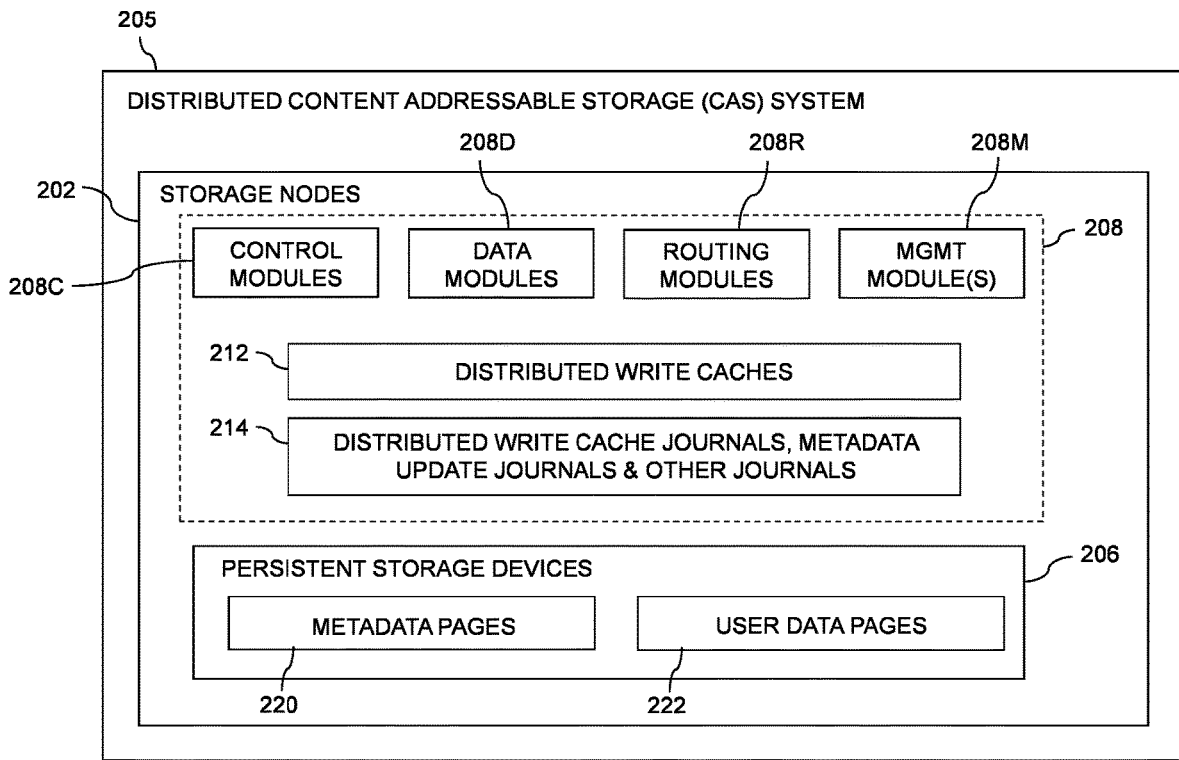 205
DISTRIBUTED CONTENT ADDRESSABLE STORAGE (CAS) SYSTEM
208D
208R
208M
202
STORAGE NODES
208
CONTROL
MODULES
DATA
MODULES
ROUTING
MODULES
MGMT
MODULE(S)
208C
212
DISTRIBUTED WRITE CACHES
214
DISTRIBUTED WRITE CACHE JOURNALS, METADATA
UPDATE JOURNALS & OTHER JOURNALS
206
PERSISTENT STORAGE DEVICES
METADATA PAGES
USER DATA PAGES
220
222